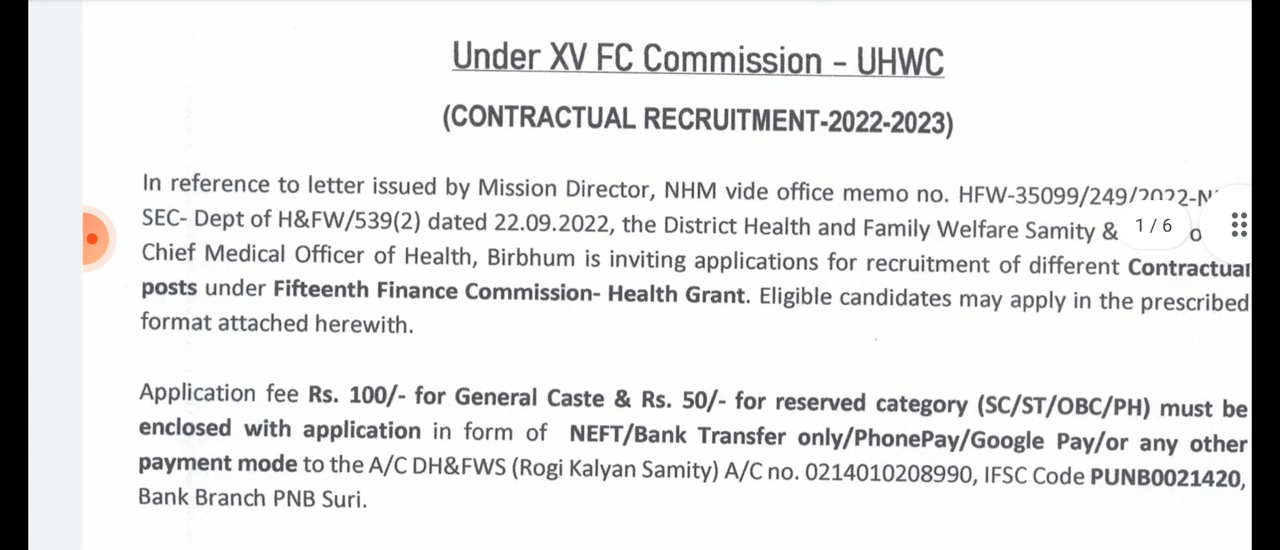 Under XV FC Commission - UHWC
(CONTRACTUAL RECRUITMENT-2022-2023)
In reference to letter issued by Mission Director, NHM vide office memo no. HFW-35099/249/2022-
SEC- Dept of H&FW/539(2) dated 22.09.2022, the District Health and Family Welfare Samity &
1 / 6
Chief Medical Officer of Health, Birbhum is inviting applications for recruitment of different Contractual
posts under Fifteenth Finance Commission- Health Grant. Eligible candidates may apply in the prescribed
format attached herewith.
Application fee Rs. 100/- for General Caste & Rs. 50/- for reserved category (SC/ST/OBC/PH) must be
enclosed with application in form of NEFT/Bank Transfer only/PhonePay/Google Pay/or any other
payment mode to the A/C DH&FWS (Rogi Kalyan Samity) A/C no. 0214010208990, IFSC Code PUNB0021420,
Bank Branch PNB Suri.